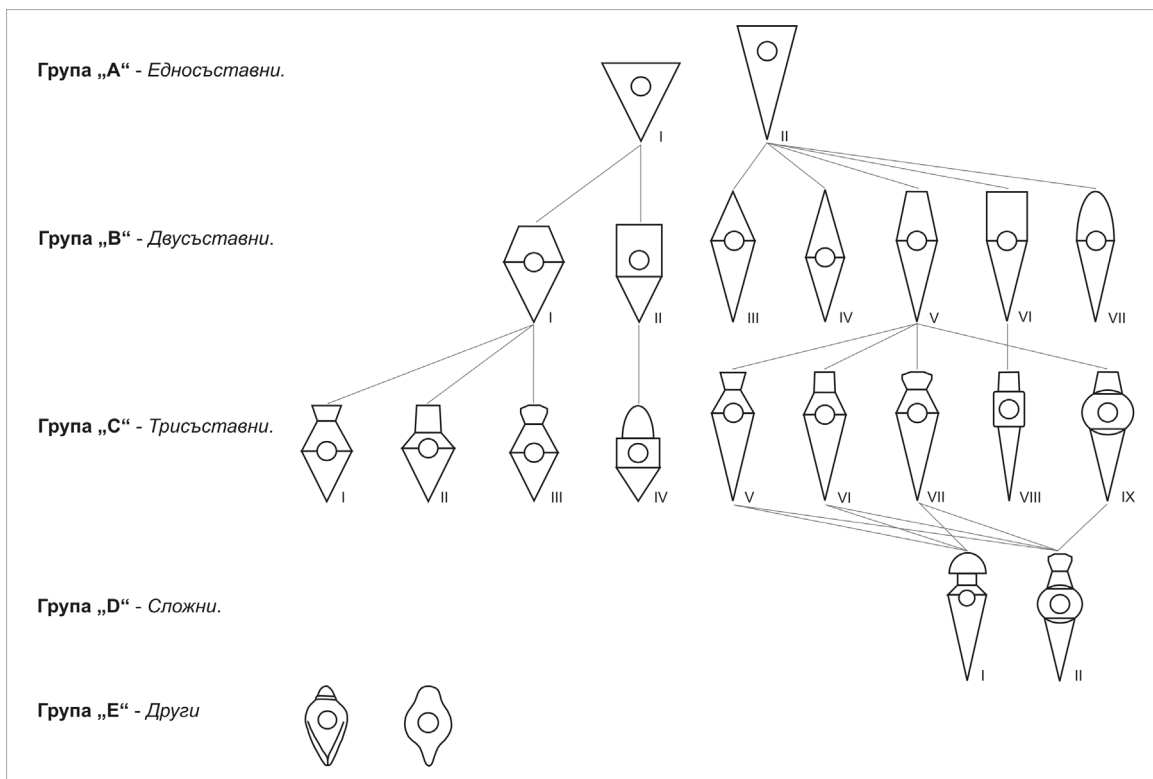 Група „A“ - Едносъставни.
I II
Група „B“ - Двусъставни.
I II III IV V VI VII
Група „C“ - Трисъставни.
I II III IV V VI VII VIII IX
Група „D“ - Сложни.
I II
Група „E“ - Други